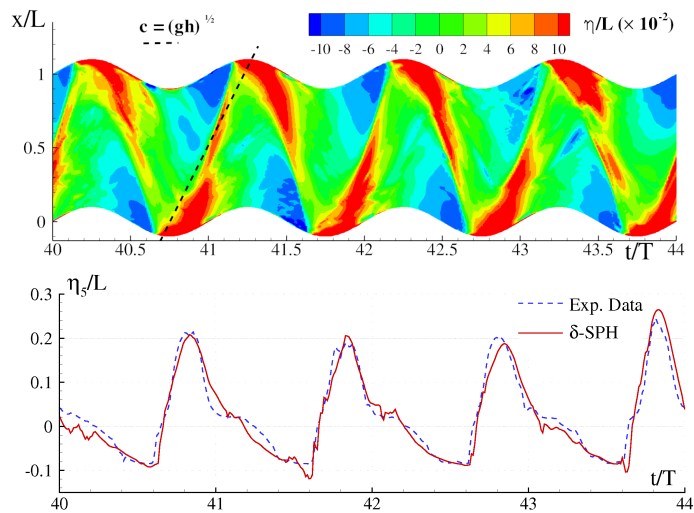 x/L
c = (gh) ½
η/L (× 10⁻²)
-10 -8 -6 -4 -2 0 2 4 6 8 10
1
0.5
0
40 40.5 41 41.5 42 42.5 43 43.5 44
t/T
η₅/L
0.3
Exp. Data
δ-SPH
0.2
0.1
0
-0.1
t/T
40 41 42 43 44